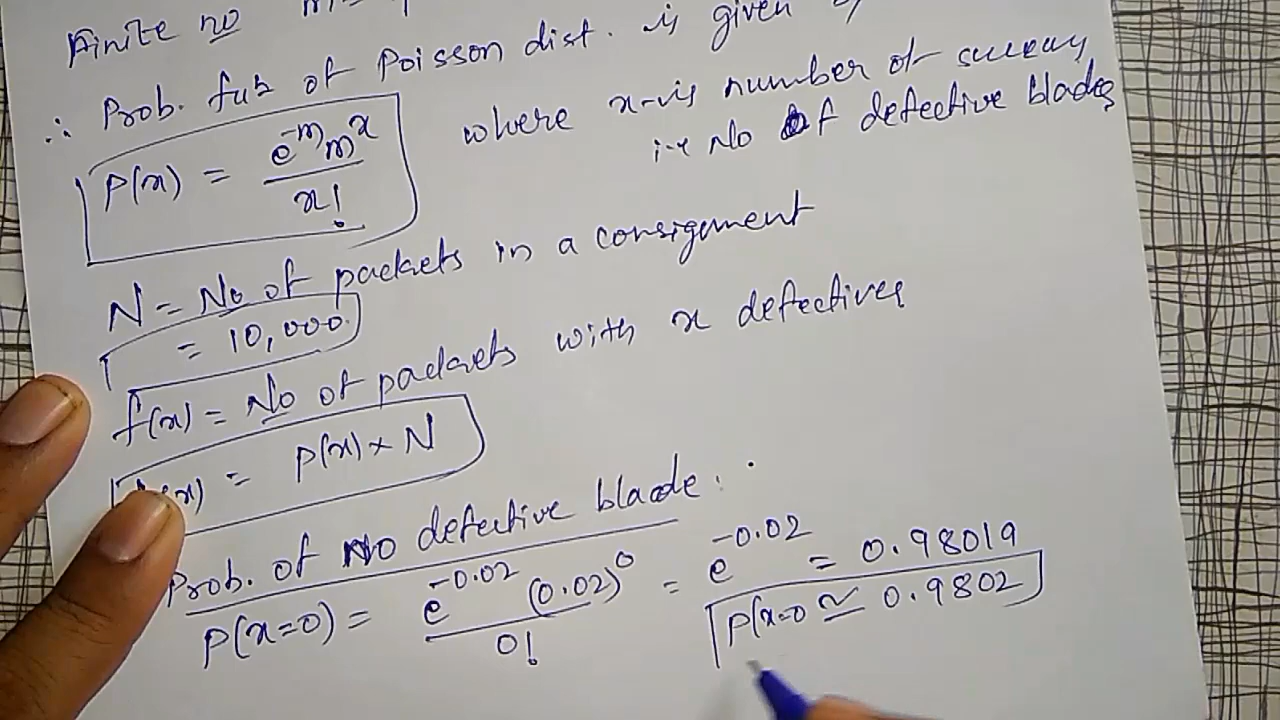 Finite no
∴ Prob. fun of Poisson dist. is given
P(x) = e^-m m^x / x!
where x-is number of success
i.e No of defective blades
N = No of packets in a consignment
= 10,000.
f(x) = No of packets with x defectives
(x) = P(x) × N
Prob. of No defective blade.
P(x=0) = e^-0.02 (0.02)^0 / 0! = e^-0.02 = 0.98019
P(x=0 ≃ 0.9802